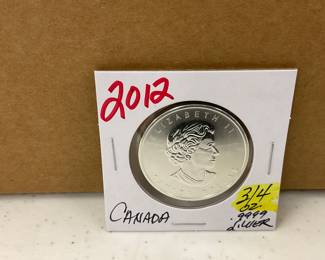 2012
ELIZABETH II
CANADA
3/4
OZ
9999
SILVER